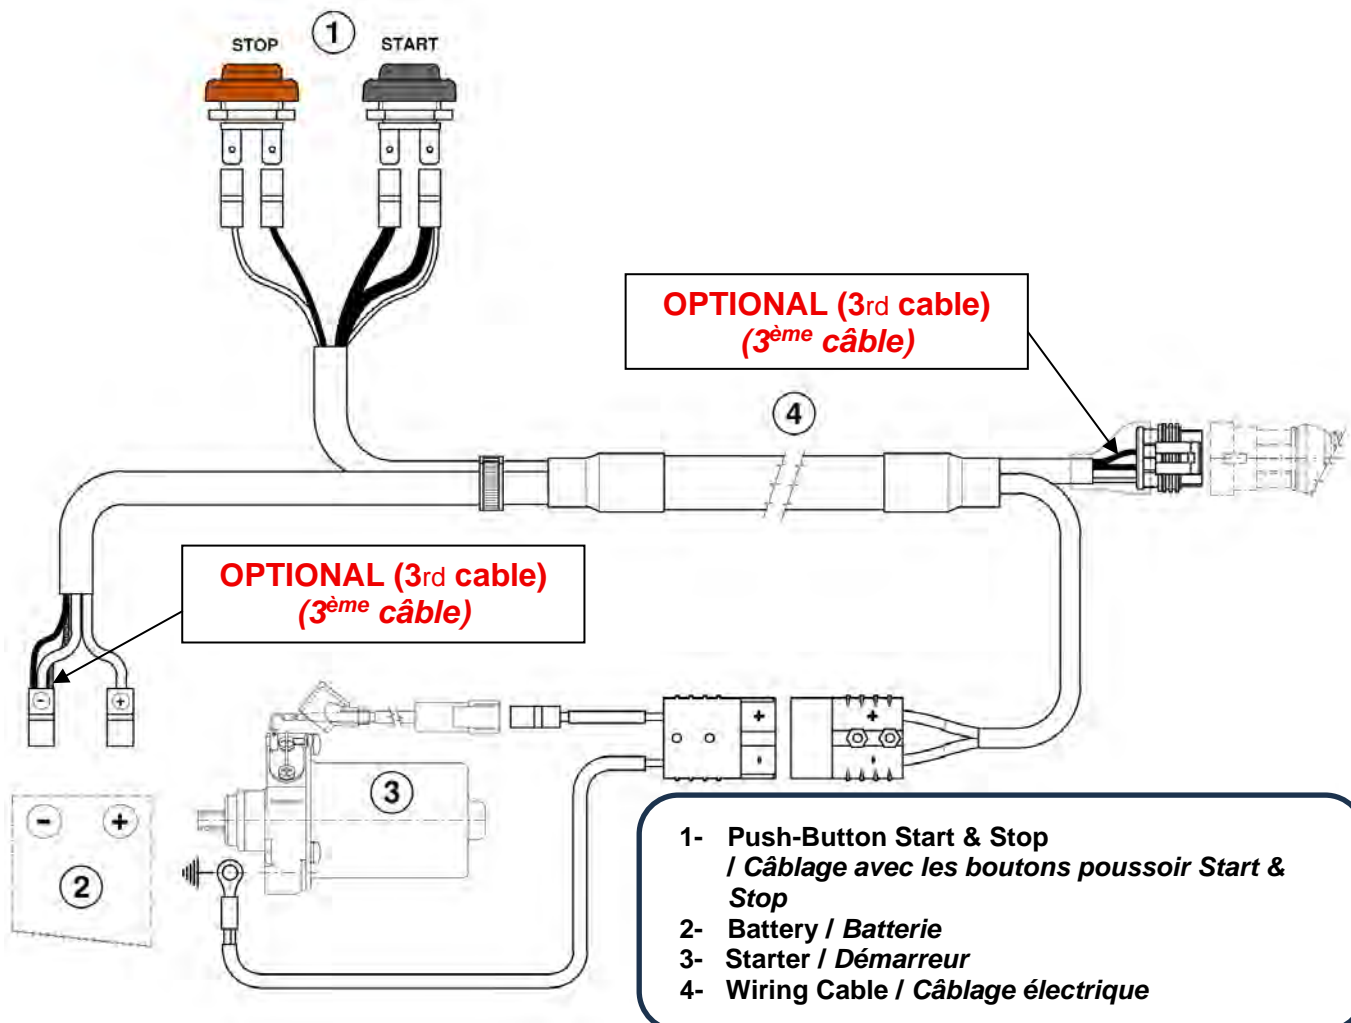 STOP
1
START
OPTIONAL (3rd cable)
(3ème câble)
4
OPTIONAL (3rd cable)
(3ème câble)
-
+
+
-
+
-
3
-
+
2
1- Push-Button Start & Stop
/ Câblage avec les boutons poussoir Start &
Stop
2- Battery / Batterie
3- Starter / Démarreur
4- Wiring Cable / Câblage électrique